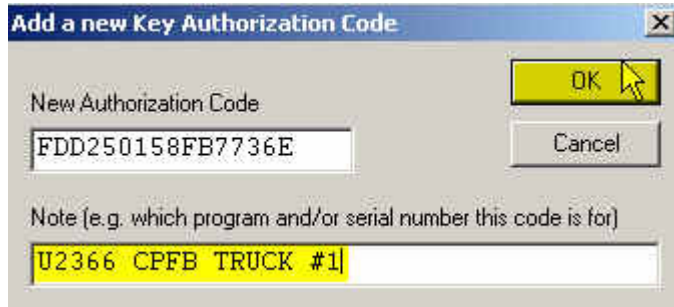 Add a new Key Authorization Code
OK
New Authorization Code
FDD250158FB7736E
Cancel
Note (e.g. which program and/or serial number this code is for)
U2366 CPFB TRUCK #1